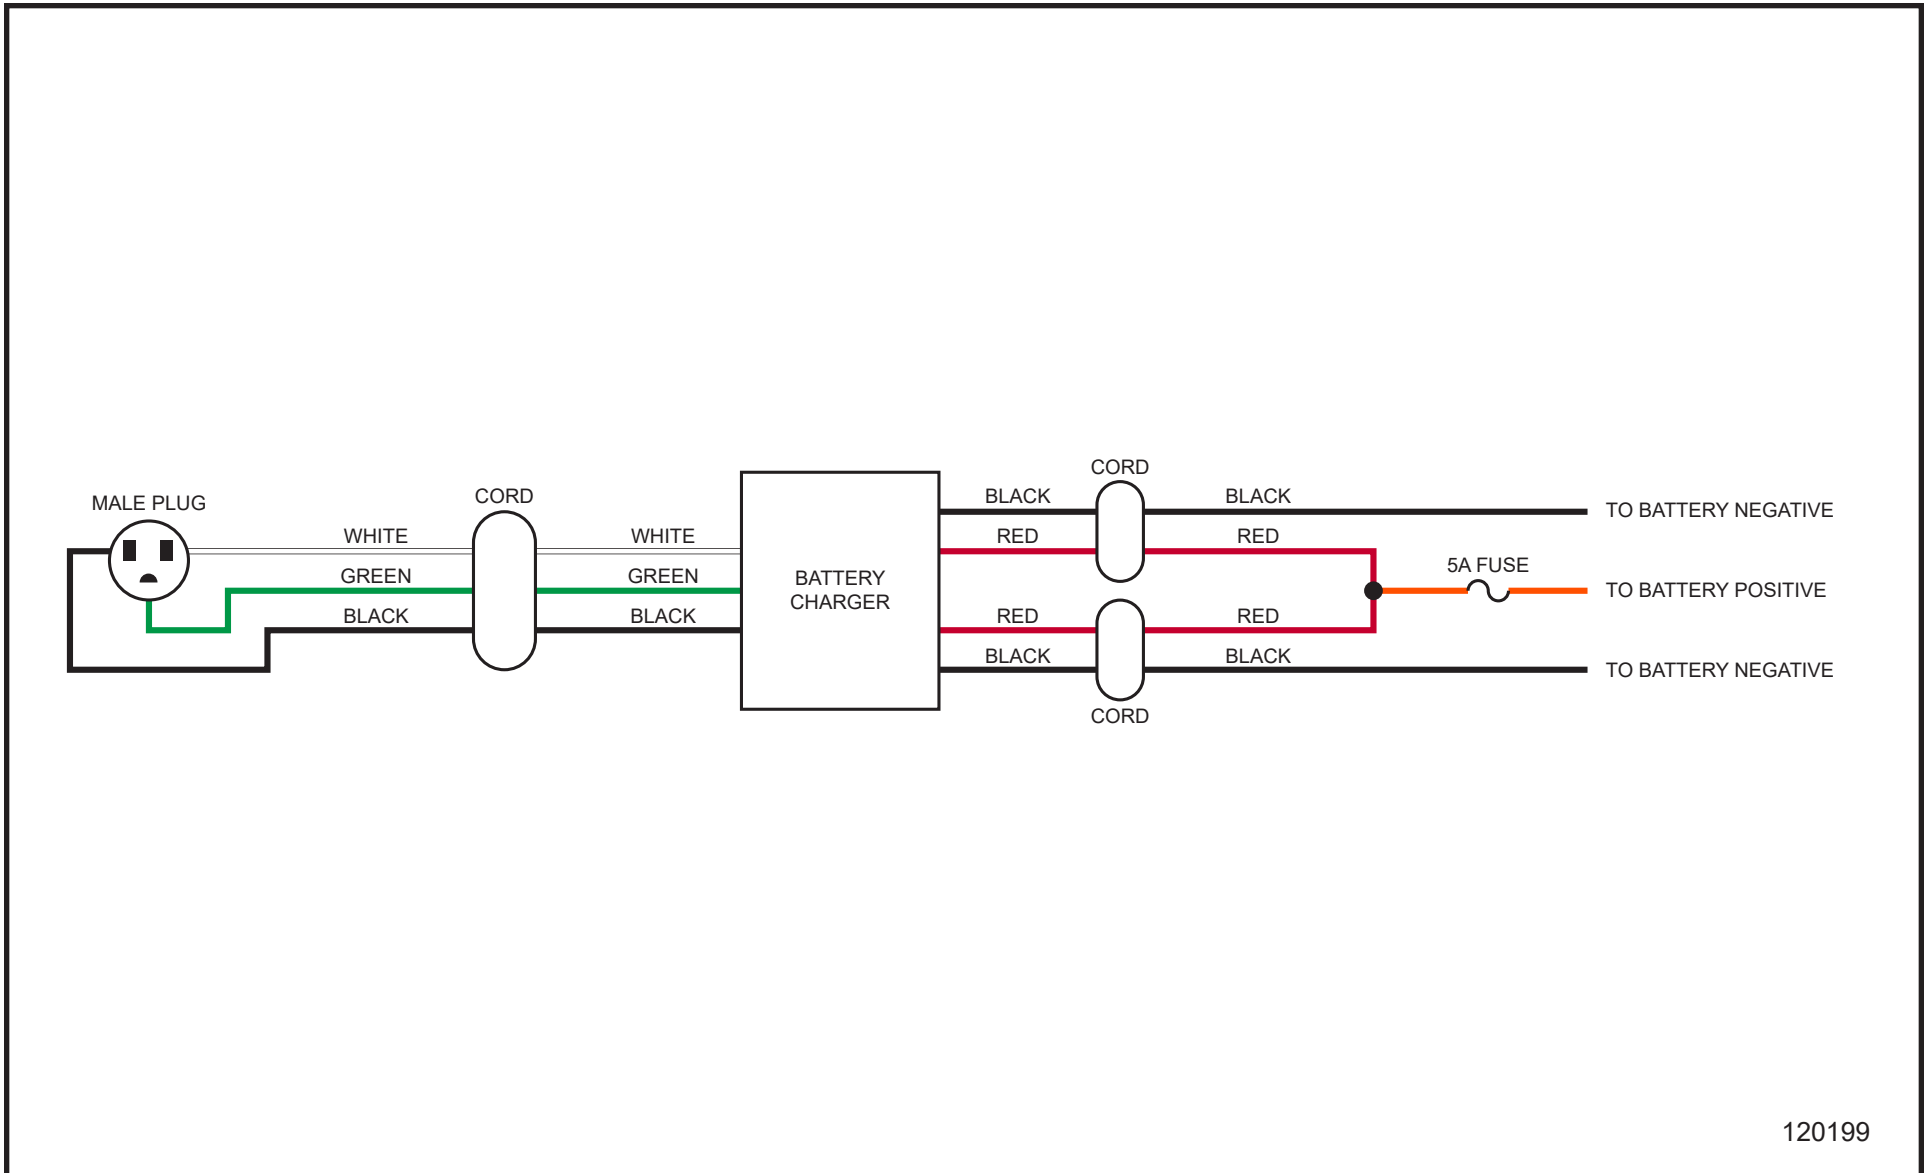 MALE PLUG
CORD
WHITE
WHITE
GREEN
GREEN
BLACK
BLACK
BATTERY
CHARGER
CORD
BLACK
BLACK
TO BATTERY NEGATIVE
RED
RED
5A FUSE
TO BATTERY POSITIVE
RED
RED
BLACK
BLACK
TO BATTERY NEGATIVE
CORD
120199